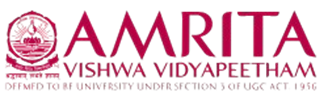 AMRITA
VISHWA VIDYAPEETHAM
DEEMED TO BE UNIVERSITY UNDER SECTION 3 OF UGC ACT 1956